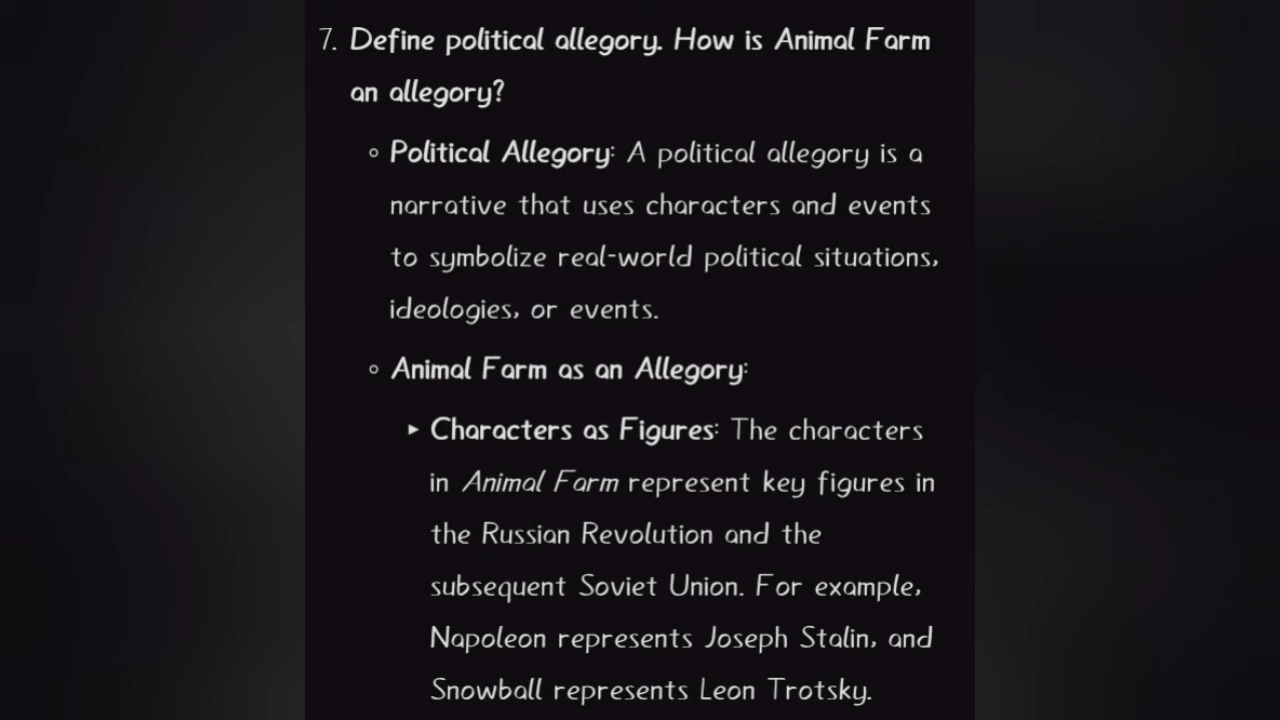 7. Define political allegory. How is Animal Farm
an allegory?
◦ Political Allegory: A political allegory is a
narrative that uses characters and events
to symbolize real-world political situations,
ideologies, or events.
◦ Animal Farm as an Allegory:
▸ Characters as Figures: The characters
in Animal Farm represent key figures in
the Russian Revolution and the
subsequent Soviet Union. For example,
Napoleon represents Joseph Stalin, and
Snowball represents Leon Trotsky.